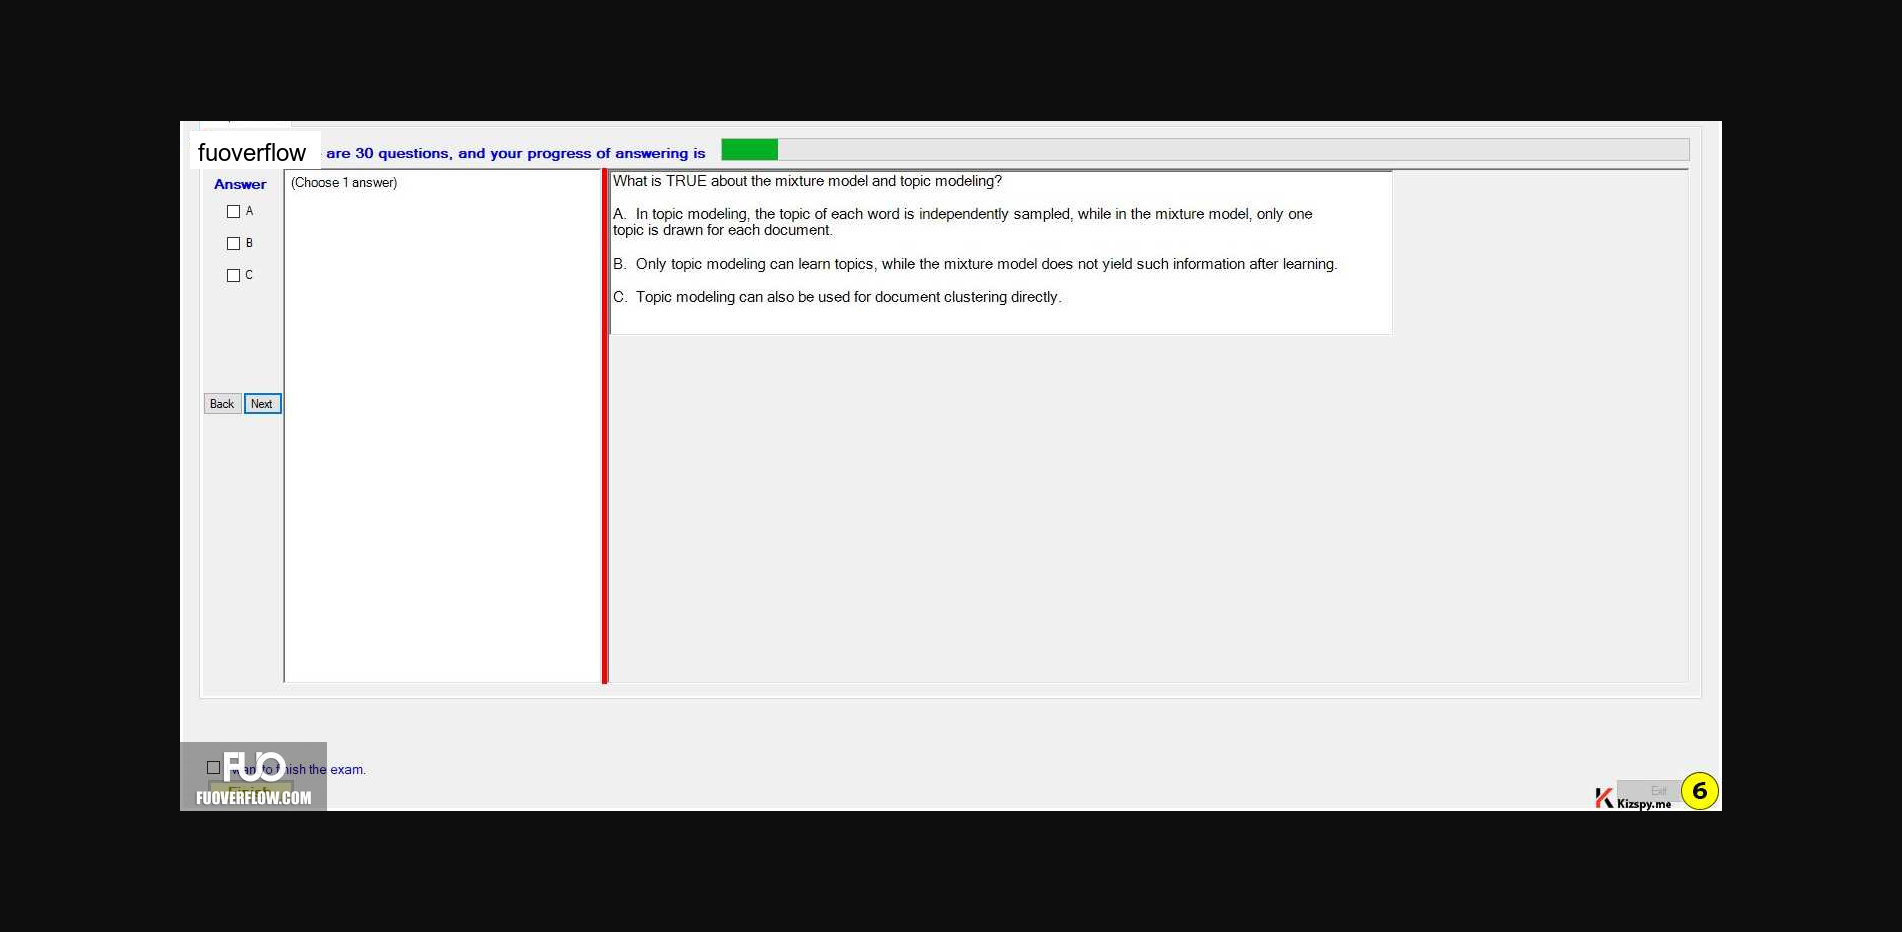 fuoverflow are 30 questions, and your progress of answering is
Answer
(Choose 1 answer)
A
B
C
Back Next
What is TRUE about the mixture model and topic modeling?
A. In topic modeling, the topic of each word is independently sampled, while in the mixture model, only one
topic is drawn for each document.
B. Only topic modeling can learn topics, while the mixture model does not yield such information after learning.
C. Topic modeling can also be used for document clustering directly.
want to finish the exam.
Finish
FUO
FUOVERFLOW.COM
Exit
Kizspy.me
6